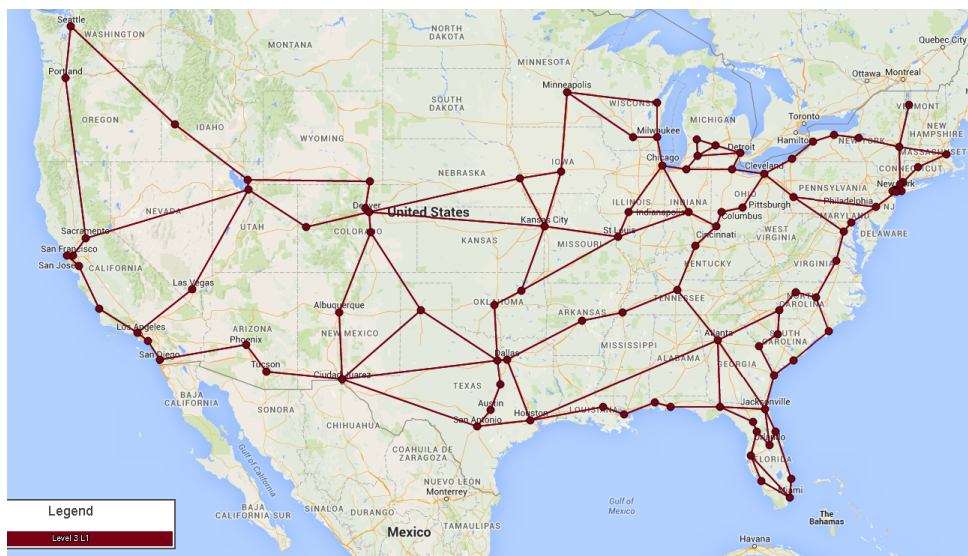 Seattle
WASHINGTON
NORTH
DAKOTA
Quebec City
MONTANA
MINNESOTA
Ottawa
Montreal
Portland
Minneapolis
SOUTH
DAKOTA
WISCONSIN
VERMONT
OREGON
IDAHO
Toronto
MICHIGAN
Hamilton
NEW YORK
NEW
HAMPSHIRE
WYOMING
Milwaukee
Detroit
MASSACHUSETTS
Chicago
Cleveland
CONNECTICUT
IOWA
NEBRASKA
PENNSYLVANIA
New York
NEVADA
Denver
ILLINOIS
INDIANA
OHIO
Pittsburgh
Philadelphia
NJ
United States
Indianapolis
Columbus
MARYLAND
UTAH
COLORADO
Kansas City
Sacramento
St Louis
Cincinnati
WEST
VIRGINIA
DELAWARE
San Francisco
KANSAS
MISSOURI
San Jose
CALIFORNIA
KENTUCKY
VIRGINIA
Las Vegas
TENNESSEE
NORTH
CAROLINA
Albuquerque
OKLAHOMA
ARKANSAS
Los Angeles
ARIZONA
NEW MEXICO
Atlanta
SOUTH
CAROLINA
Phoenix
MISSISSIPPI
San Diego
Dallas
ALABAMA
GEORGIA
Tucson
Ciudad Juarez
TEXAS
BAJA
CALIFORNIA
Austin
Jacksonville
SONORA
San Antonio
Houston
LOUISIANA
CHIHUAHUA
Orlando
Gulf of
California
COAHUILA
DE
ZARAGOZA
FLORIDA
NUEVO LEON
Miami
BAJA
CALIFORNIA SUR
SINALOA
DURANGO
Monterrey
Gulf of
Mexico
The
Bahamas
Legend
Mexico
TAMAULIPAS
Level 3 L1
Havana